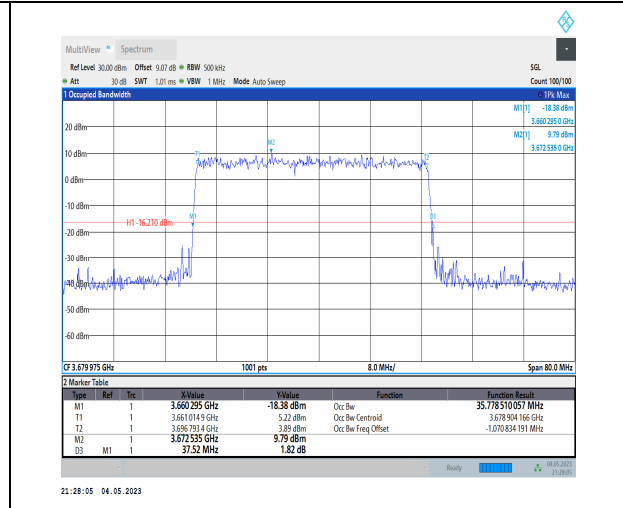 MultiView Spectrum
Ref Level 30.00 dBm Offset 9.07 dB RBW 500 kHz SGL
Att 30 dB SWT 1.01 ms VBW 1 MHz Mode Auto Sweep Count 100/100
1 Occupied Bandwidth 1Pk Max
M1[1] -18.38 dBm
3.660 295 0 GHz
M2[1] 9.79 dBm
3.672 535 0 GHz
20 dBm
M2
10 dBm T1 T2
0 dBm
-10 dBm
M1 D3
H1 -16.210 dBm
-20 dBm
-30 dBm
-40 dBm
-50 dBm
-60 dBm
CF 3.679 975 GHz 1001 pts 8.0 MHz/ Span 80.0 MHz
2 Marker Table
Type Ref Trc X-Value Y-Value Function Function Result
M1 1 3.660 295 GHz -18.38 dBm Occ Bw 35.778 510 057 MHz
T1 1 3.661 014 9 GHz 5.22 dBm Occ Bw Centroid 3.678 904 166 GHz
T2 1 3.696 793 4 GHz 3.89 dBm Occ Bw Freq Offset -1.070 834 191 MHz
M2 1 3.672 535 GHz 9.79 dBm
D3 M1 1 37.52 MHz 1.82 dB
Ready 04.05.2023
21:28:05
21:28:05 04.05.2023